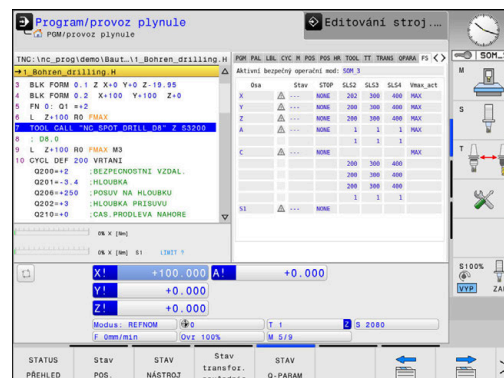 Program/provoz plynule
PGM/provoz plynule
Editování stroj...
TNC:\nc_prog\demo\Baut...\1_Bohren_drilling.H
→1_Bohren_drilling.H
3 BLK FORM 0.1 Z X+0 Y+0 Z-19.95
4 BLK FORM 0.2 X+100 Y+100 Z+0
5 FN 0: Q1 =+2
6 L Z+100 R0 FMAX
7 TOOL CALL "NC_SPOT_DRILL_D8" Z S3200
8 ; D8,0
9 L Z+100 R0 FMAX M3
10 CYCL DEF 200 VRTANI
Q200=+2 ;BEZPECNOSTNI VZDAL.
Q201=-3.4 ;HLOUBKA
Q206=+250 ;POSUV NA HLOUBKU
Q202=+3 ;HLOUBKA PRISUVU
Q210=+0 ;CAS.PRODLEVA NAHORE
PGM PAL LBL CYC M POS POS HR TOOL TT TRANS QPARA FS
Aktivní bezpečný operační mod: SOM_3
Osa Stav STOP SLS2 SLS3 SLS4 Vmax_act
X --- NONE 202 300 400 MAX
Y --- NONE 200 300 400 MAX
Z --- NONE 200 300 400 MAX
A --- NONE 1 1 1 MAX
1 1 1
C --- NONE MAX
200 300 400
200 300 400
200 300 400
1 1 1
S1 --- NONE
0% X [Nm]
0% X [Nm] S1 LIMIT ?
X! +100.000 A! +0.000
Y! +0.000
Z! +0.000
Modus: REFNOM 0 T 1 Z S 2080
F 0mm/min Ovr 100% M 5/9
STATUS PŘEHLED
Stav POS.
STAV NÁSTROJ
Stav transfor.
STAV Q-PARAM
SOM_
M
S
T
S100%
VYP